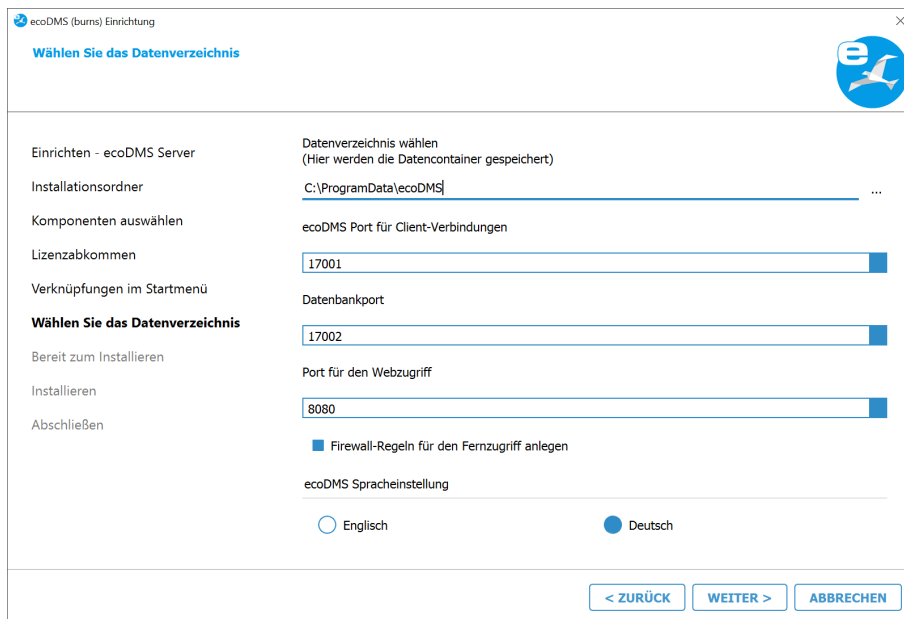 ecoDMS (burns) Einrichtung
Wählen Sie das Datenverzeichnis
e
Einrichten - ecoDMS Server
Installationsordner
Komponenten auswählen
Lizenzabkommen
Verknüpfungen im Startmenü
Wählen Sie das Datenverzeichnis
Bereit zum Installieren
Installieren
Abschließen
Datenverzeichnis wählen
(Hier werden die Datencontainer gespeichert)
C:\ProgramData\ecoDMS
...
ecoDMS Port für Client-Verbindungen
17001
Datenbankport
17002
Port für den Webzugriff
8080
Firewall-Regeln für den Fernzugriff anlegen
ecoDMS Spracheinstellung
Englisch
Deutsch
< ZURÜCK
WEITER >
ABBRECHEN